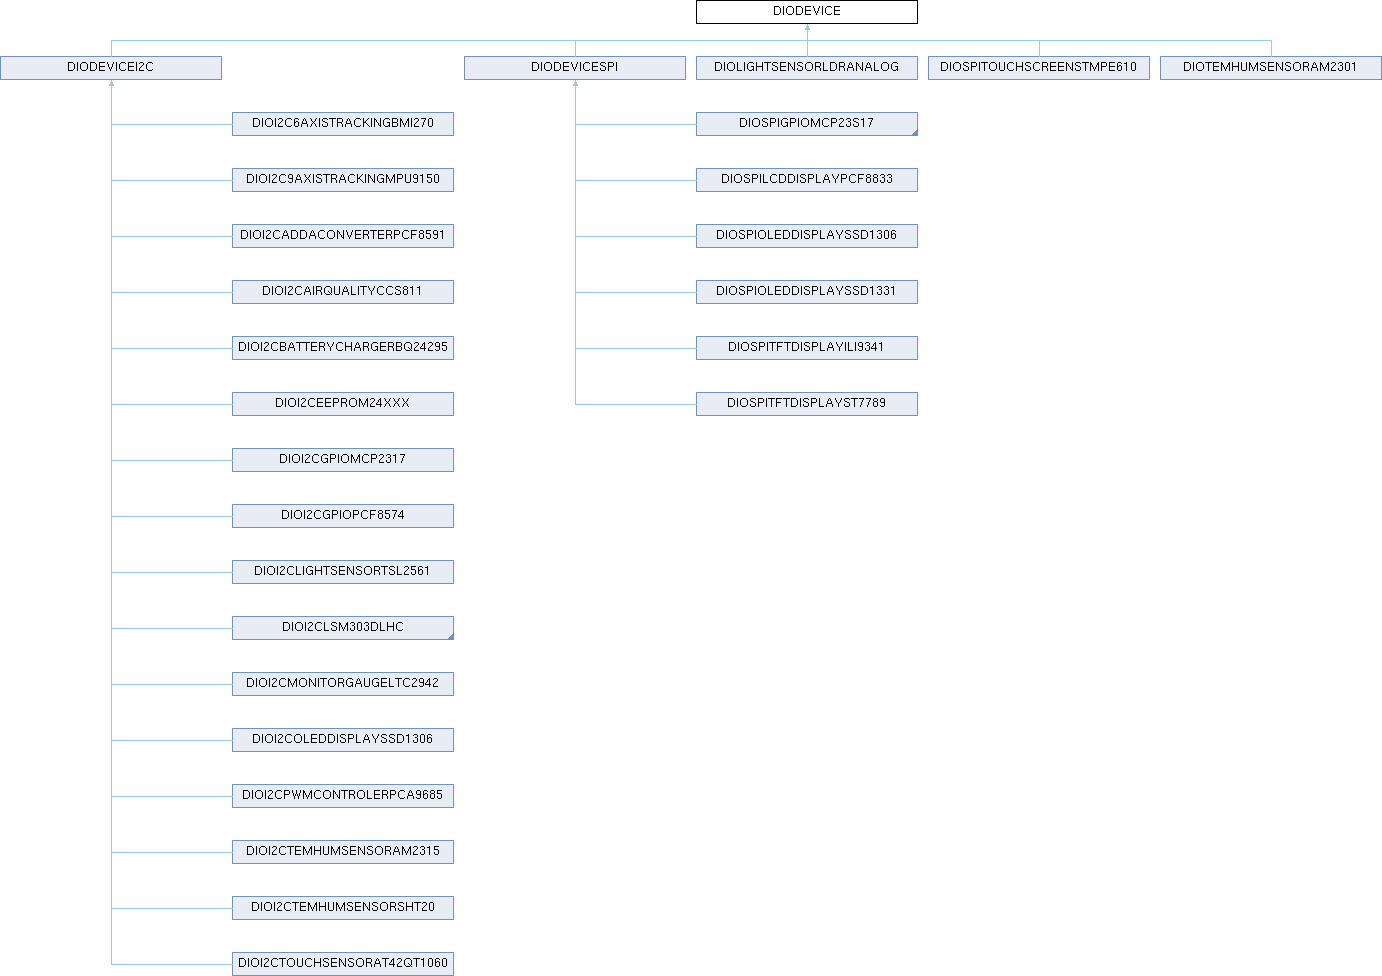 DIODEVICE
DIODEVICEI2C
DIODEVICESPI
DIOLIGHTSENSORLDRANALOG
DIOSPITOUCHSCREENSTMPE610
DIOTEMHUMSENSORAM2301
DIOI2C6AXISTRACKINGBMI270
DIOSPIGPIOMCP23S17
DIOI2C9AXISTRACKINGMPU9150
DIOSPILCDDISPLAYPCF8833
DIOI2CADDACONVERTERPCF8591
DIOSPIOLEDDISPLAYSSD1306
DIOI2CAIRQUALITYCCS811
DIOSPIOLEDDISPLAYSSD1331
DIOI2CBATTERYCHARGERBQ24295
DIOSPITFTDISPLAYILI9341
DIOI2CEEPROM24XXX
DIOSPITFTDISPLAYST7789
DIOI2CGPIOMCP2317
DIOI2CGPIOPCF8574
DIOI2CLIGHTSENSORTSL2561
DIOI2CLSM303DLHC
DIOI2CMONITORGAUGELTC2942
DIOI2COLEDDISPLAYSSD1306
DIOI2CPWMCONTROLERPCA9685
DIOI2CTEMHUMSENSORAM2315
DIOI2CTEMHUMSENSORSHT20
DIOI2CTOUCHSENSORAT42QT1060